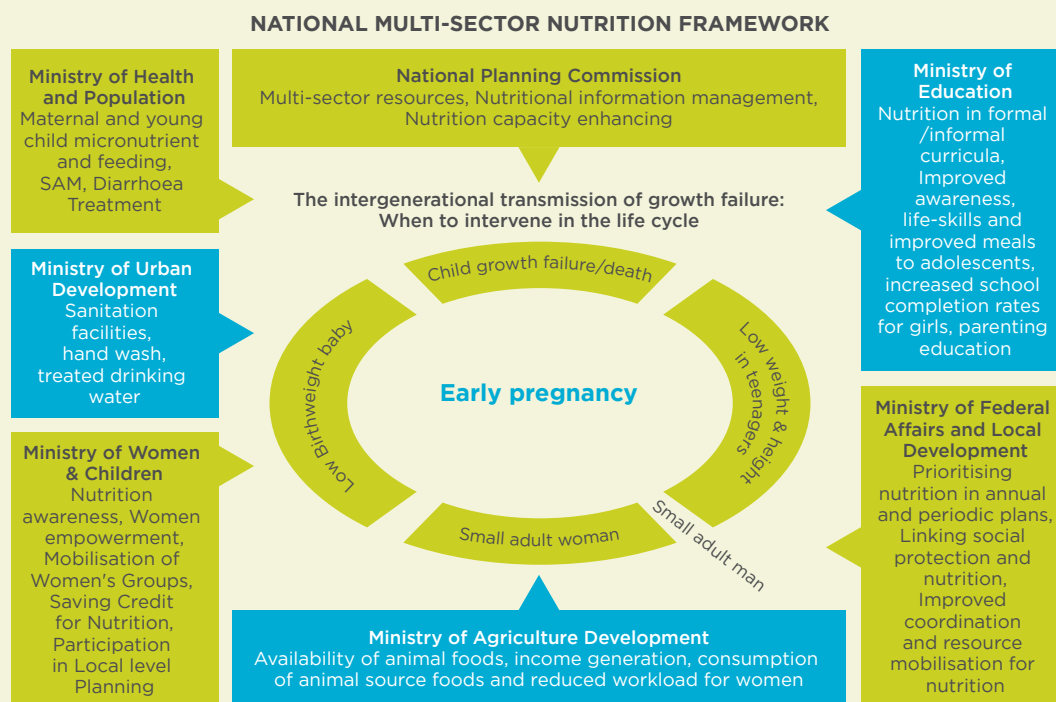 NATIONAL MULTI-SECTOR NUTRITION FRAMEWORK
Ministry of Health
and Population
Maternal and young
child micronutrient
and feeding,
SAM, Diarrhoea
Treatment
National Planning Commission
Multi-sector resources, Nutritional information management,
Nutrition capacity enhancing
Ministry of
Education
Nutrition in formal
/informal
curricula,
Improved
awareness,
life-skills and
improved meals
to adolescents,
increased school
completion rates
for girls, parenting
education
The intergenerational transmission of growth failure:
When to intervene in the life cycle
Ministry of Urban
Development
Sanitation
facilities,
hand wash,
treated drinking
water
Child growth failure/death
Low Birthweight baby
Early pregnancy
Low weight & height
in teenagers
Small adult woman
Small adult man
Ministry of Women
& Children
Nutrition
awareness, Women
empowerment,
Mobilisation of
Women's Groups,
Saving Credit
for Nutrition,
Participation
in Local level
Planning
Ministry of Federal
Affairs and Local
Development
Prioritising
nutrition in annual
and periodic plans,
Linking social
protection and
nutrition,
Improved
coordination
and resource
mobilisation for
nutrition
Ministry of Agriculture Development
Availability of animal foods, income generation, consumption
of animal source foods and reduced workload for women